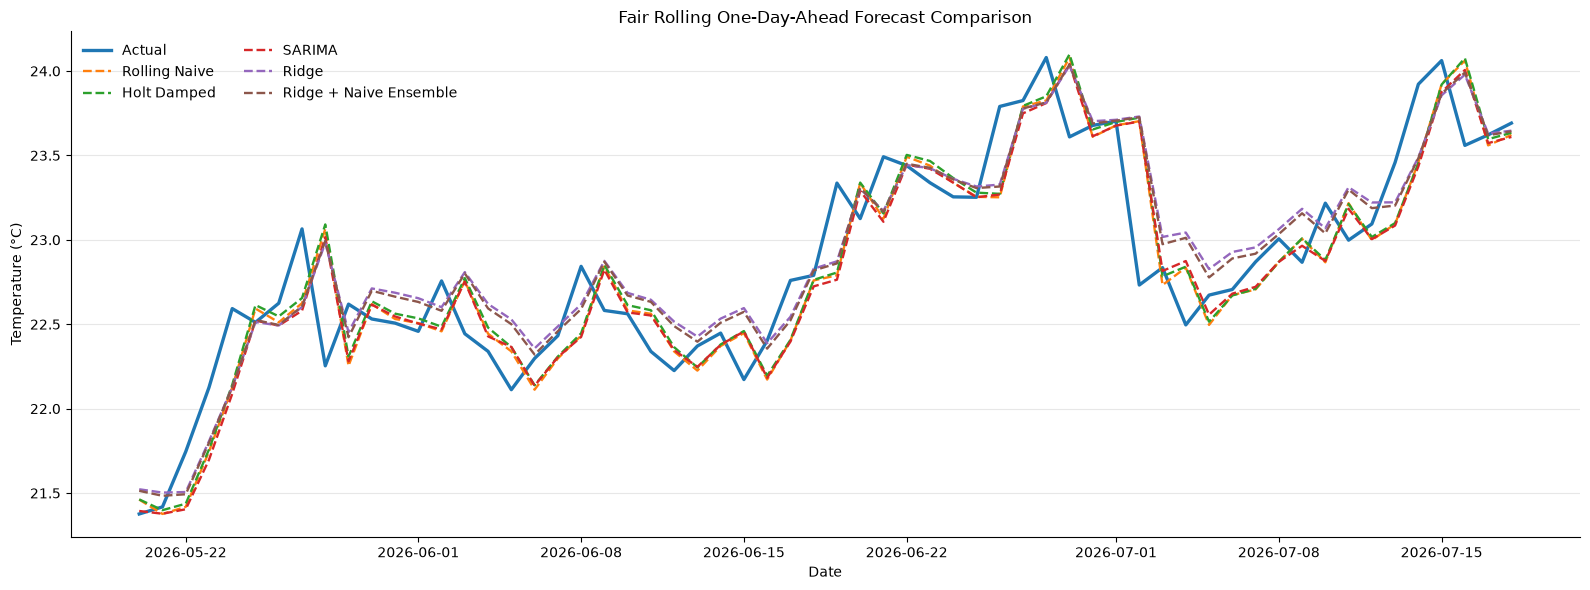 Fair Rolling One-Day-Ahead Forecast Comparison
Actual
Rolling Naive
Holt Damped
SARIMA
Ridge
Ridge + Naive Ensemble
Temperature (°C)
24.0
23.5
23.0
22.5
22.0
21.5
2026-05-22
2026-06-01
2026-06-08
2026-06-15
2026-06-22
2026-07-01
2026-07-08
2026-07-15
Date